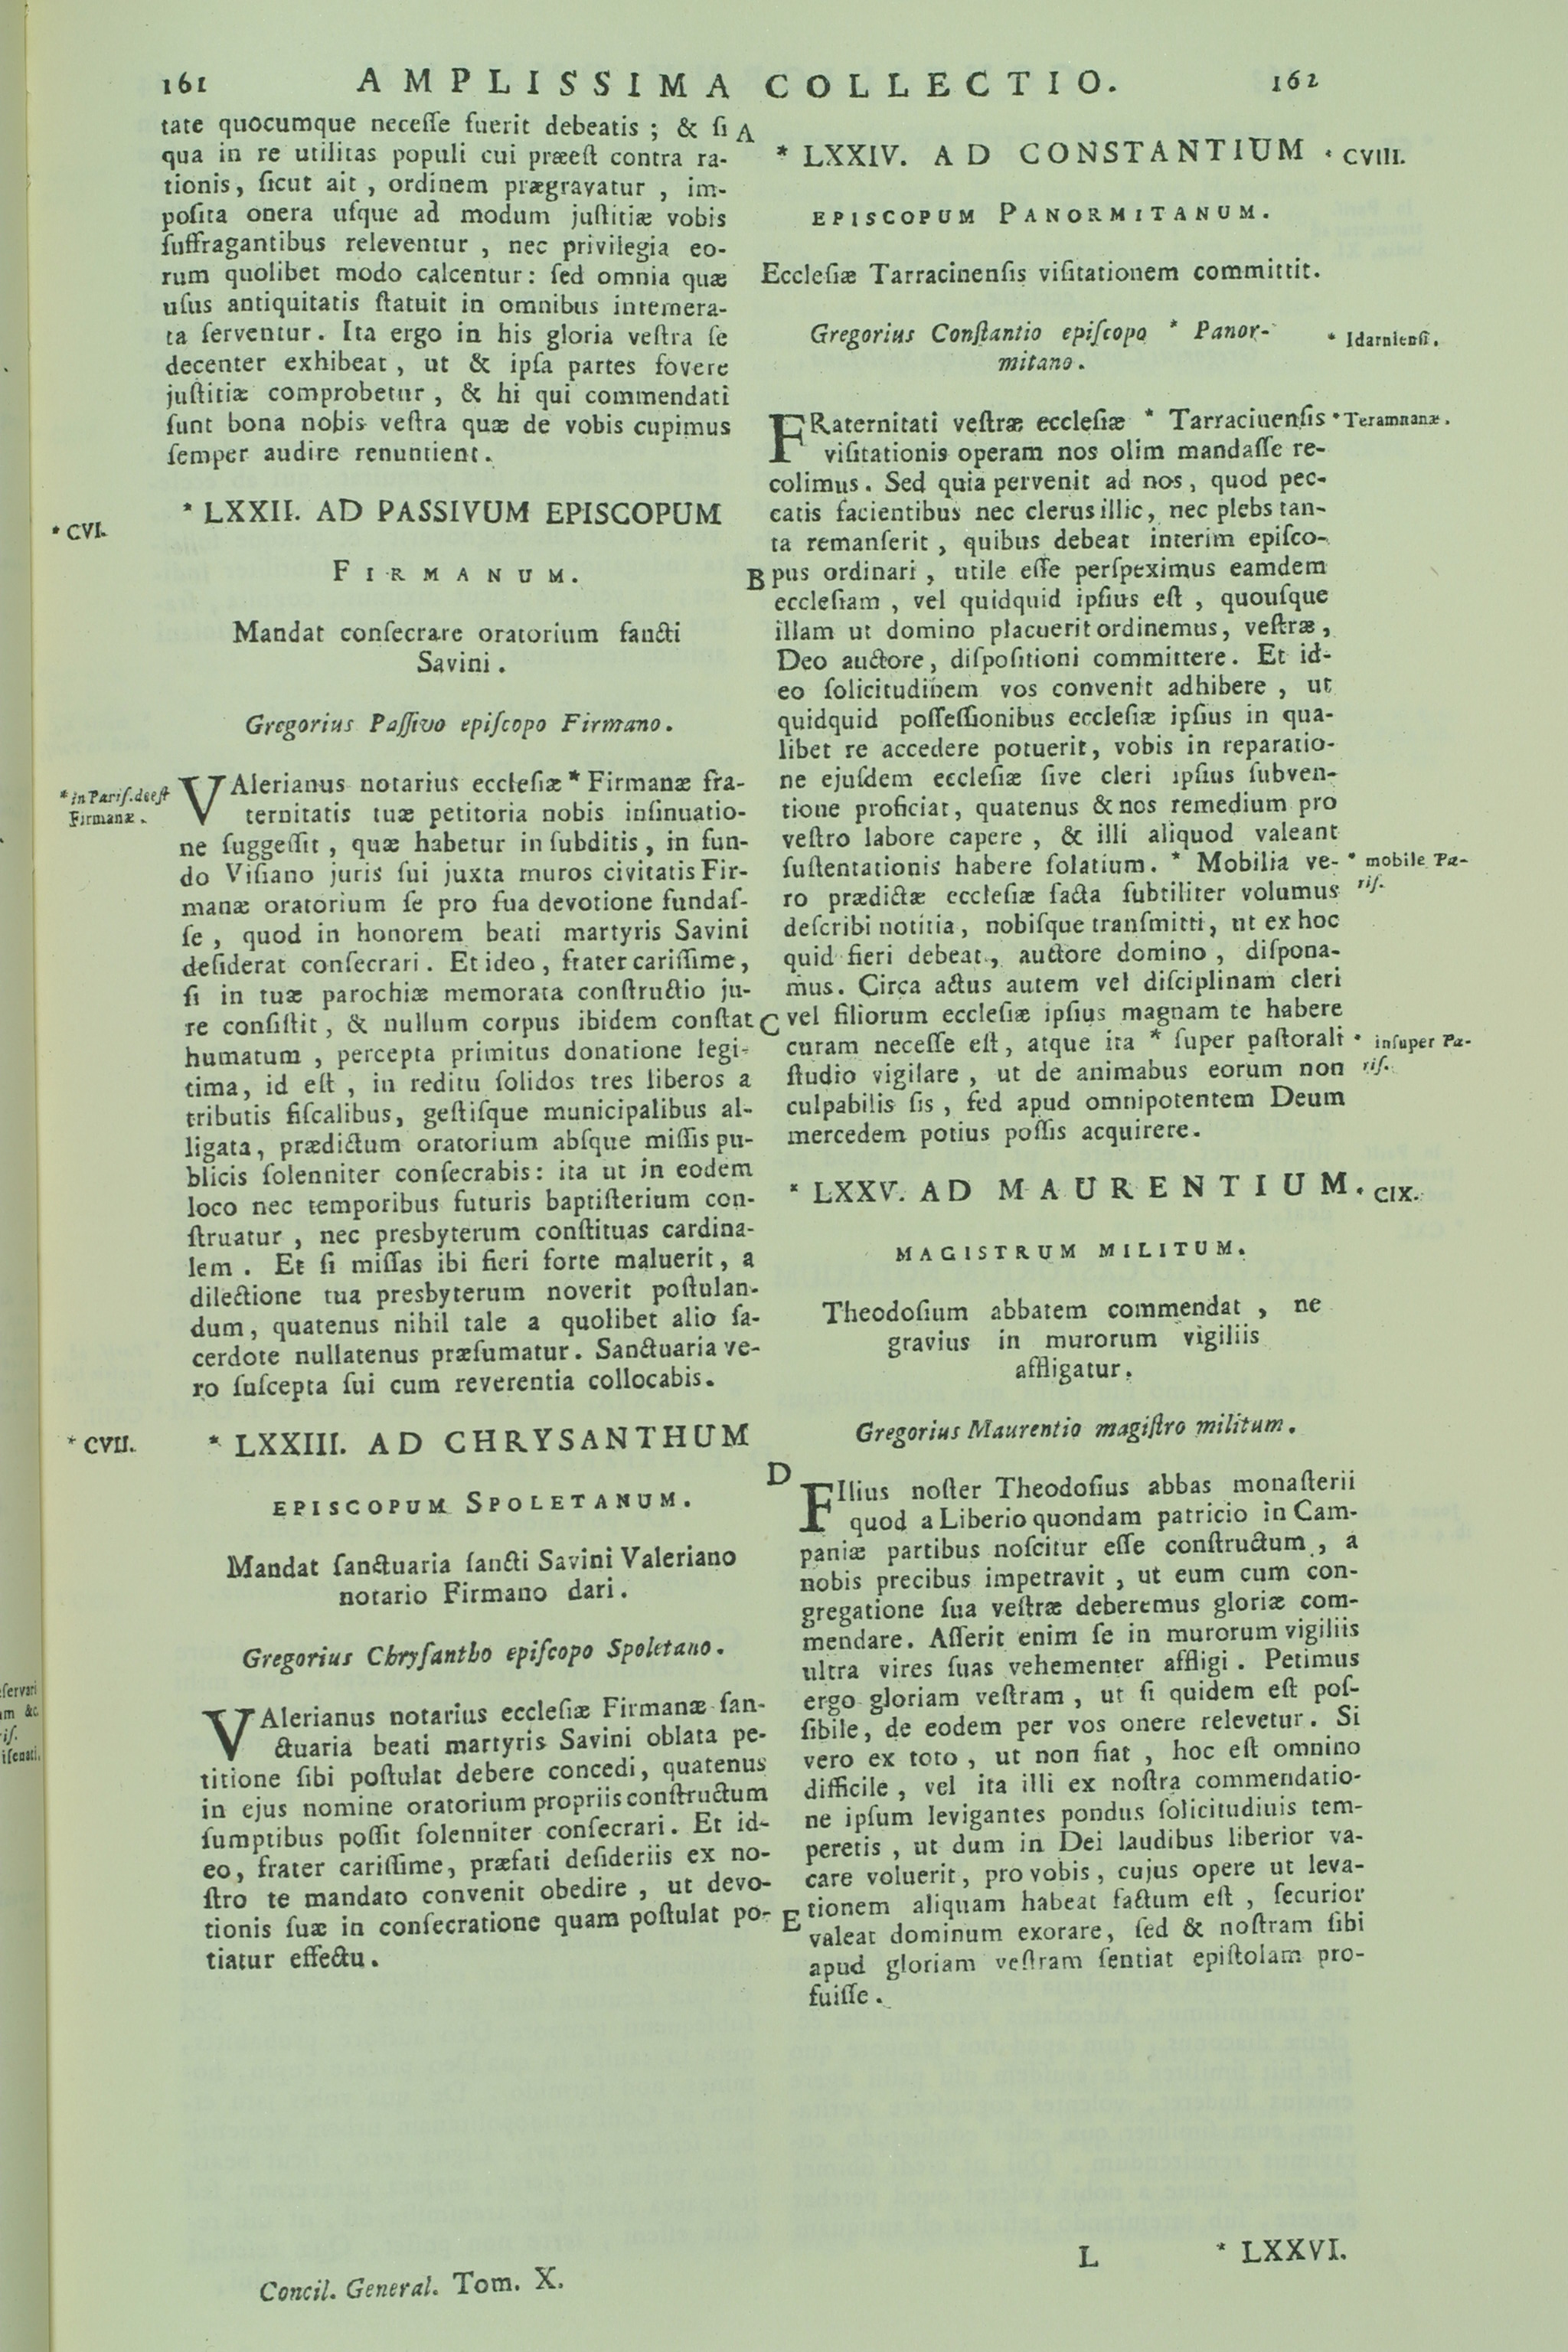 161 AMPLISSIMA COLLECTIO. 162
tate quocumque neceſſe fuerit debeatis ; & ſi
qua in re utilitas populi cui præeſt contra ra-
tionis, ſicut ait , ordinem prægravatur , im-
poſita onera uſque ad modum juſtitiæ vobis
ſuffragantibus releventur , nec privilegia eo-
rum quolibet modo calcentur: ſed omnia quæ
uſus antiquitatis ſtatuit in omnibus intemera-
ta ſerventur. Ita ergo in his gloria veſtra ſe
decenter exhibeat, ut & ipſa partes fovere
juſtitiæ comprobetur , & hi qui commendati
ſunt bona nobis veſtra quæ de vobis cupimus
ſemper audire renuntient.
* LXXII. AD PASSIVUM EPISCOPUM
* CVI.
FIRMANUM.
Mandat conſecrare oratorium ſancti
Savini.
Gregorius Paſſivo epiſcopo Firmano.
VAlerianus notarius eccleſiæ * Firmanæ fra-
* in Pariſ. deeſt
Firmanæ.
ternitatis tuæ petitoria nobis inſinuatio-
ne ſuggeſſit , quæ habetur in ſubditis, in fun-
do Viſiano juris ſui juxta muros civitatis Fir-
manæ oratorium ſe pro ſua devotione fundaſ-
ſe , quod in honorem beati martyris Savini
deſiderat conſecrari. Et ideo, frater cariſſime,
ſi in tuæ parochiæ memorata conſtructio ju-
re conſiſtit, & nullum corpus ibidem conſtat
humatum , percepta primitus donatione legi-
tima, id eſt , in reditu ſolidos tres liberos a
tributis fiſcalibus, geſtiſque municipalibus al-
ligata, prædictum oratorium abſque miſſis pu-
blicis ſolenniter conſecrabis: ita ut in eodem
loco nec temporibus futuris baptiſterium con-
ſtruatur , nec presbyterum conſtituas cardina-
lem. Et ſi miſſas ibi fieri forte maluerit, a
dilectione tua presbyterum noverit poſtulan-
dum, quatenus nihil tale a quolibet alio ſa-
cerdote nullatenus præſumatur. Sanctuaria ve-
ro ſuſcepta ſui cum reverentia collocabis.
* CVII.
* LXXIII. AD CHRYSANTHUM
EPISCOPUM SPOLETANUM.
Mandat ſanctuaria ſancti Savini Valeriano
notario Firmano dari.
Gregorius Chryſantho epiſcopo Spoletano.
VAlerianus notarius eccleſiæ Firmanæ ſan-
ctuaria beati martyris Savini oblata pe-
titione ſibi poſtulat debere concedi, quatenus
in ejus nomine oratorium propriis conſtructum
ſumptibus poſſit ſolenniter conſecrari. Et id-
eo, frater cariſſime, præfati deſideriis ex no-
ſtro te mandato convenit obedire , ut devo-
tionis ſuæ in conſecratione quam poſtulat po-
tiatur effectu.
A
* LXXIV. AD CONSTANTIUM * CVIII.
EPISCOPUM PANORMITANUM.
Eccleſiæ Tarracinenſis viſitationem committit.
Gregorius Conſtantio epiſcopo * Panor-
* Idarnienſi.
mitano.
FRaternitati veſtræ eccleſiæ * Tarracinenſis
* Teramnanæ.
viſitationis operam nos olim mandaſſe re-
colimus. Sed quia pervenit ad nos, quod pec-
catis facientibus nec clerus illic, nec plebs tan-
ta remanſerit , quibus debeat interim epiſco-
B pus ordinari , utile eſſe perſpeximus eamdem
eccleſiam , vel quidquid ipſius eſt , quouſque
illam ut domino placuerit ordinemus, veſtræ,
Deo auctore, diſpoſitioni committere. Et id-
eo ſolicitudinem vos convenit adhibere , ut
quidquid poſſeſſionibus eccleſiæ ipſius in qua-
libet re accedere potuerit, vobis in reparatio-
ne ejuſdem eccleſiæ ſive cleri ipſius ſubven-
tione proficiat, quatenus & nos remedium pro
veſtro labore capere , & illi aliquod valeant
ſuſtentationis habere ſolatium. * Mobilia ve-
* mobile Pa-
riſ.
ro prædictæ eccleſiæ facta ſubtiliter volumus
deſcribi notitia, nobiſque tranſmitti, ut ex hoc
quid fieri debeat, auctore domino , diſpona-
mus. Circa actus autem vel diſciplinam cleri
C vel filiorum eccleſiæ ipſius magnam te habere
curam neceſſe eſt, atque ita * ſuper paſtorali
* inſuper Pa-
riſ.
ſtudio vigilare , ut de animabus eorum non
culpabilis ſis , ſed apud omnipotentem Deum
mercedem potius poſſis acquirere.
* LXXV. AD MAURENTIUM. CIX.
MAGISTRUM MILITUM.
Theodoſium abbatem commendat , ne
gravius in murorum vigiliis
affligatur.
Gregorius Maurentio magiſtro militum.
D
FIlius noſter Theodoſius abbas monaſterii
quod a Liberio quondam patricio in Cam-
paniæ partibus noſcitur eſſe conſtructum , a
nobis precibus impetravit , ut eum cum con-
gregatione ſua veſtræ deberemus gloriæ com-
mendare. Aſſerit enim ſe in murorum vigiliis
ultra vires ſuas vehementer affligi. Petimus
ergo gloriam veſtram , ut ſi quidem eſt poſ-
ſibile, de eodem per vos onere relevetur. Si
vero ex toto , ut non fiat , hoc eſt omnino
difficile , vel ita illi ex noſtra commendatio-
ne ipſum levigantes pondus ſolicitudinis tem-
peretis , ut dum in Dei laudibus liberior va-
care voluerit, pro vobis, cujus opere ut leva-
E tionem aliquam habeat factum eſt , ſecurior
valeat dominum exorare, ſed & noſtram ſibi
apud gloriam veſtram ſentiat epiſtolam pro-
fuiſſe.
Concil. General. Tom. X.
L * LXXVI.